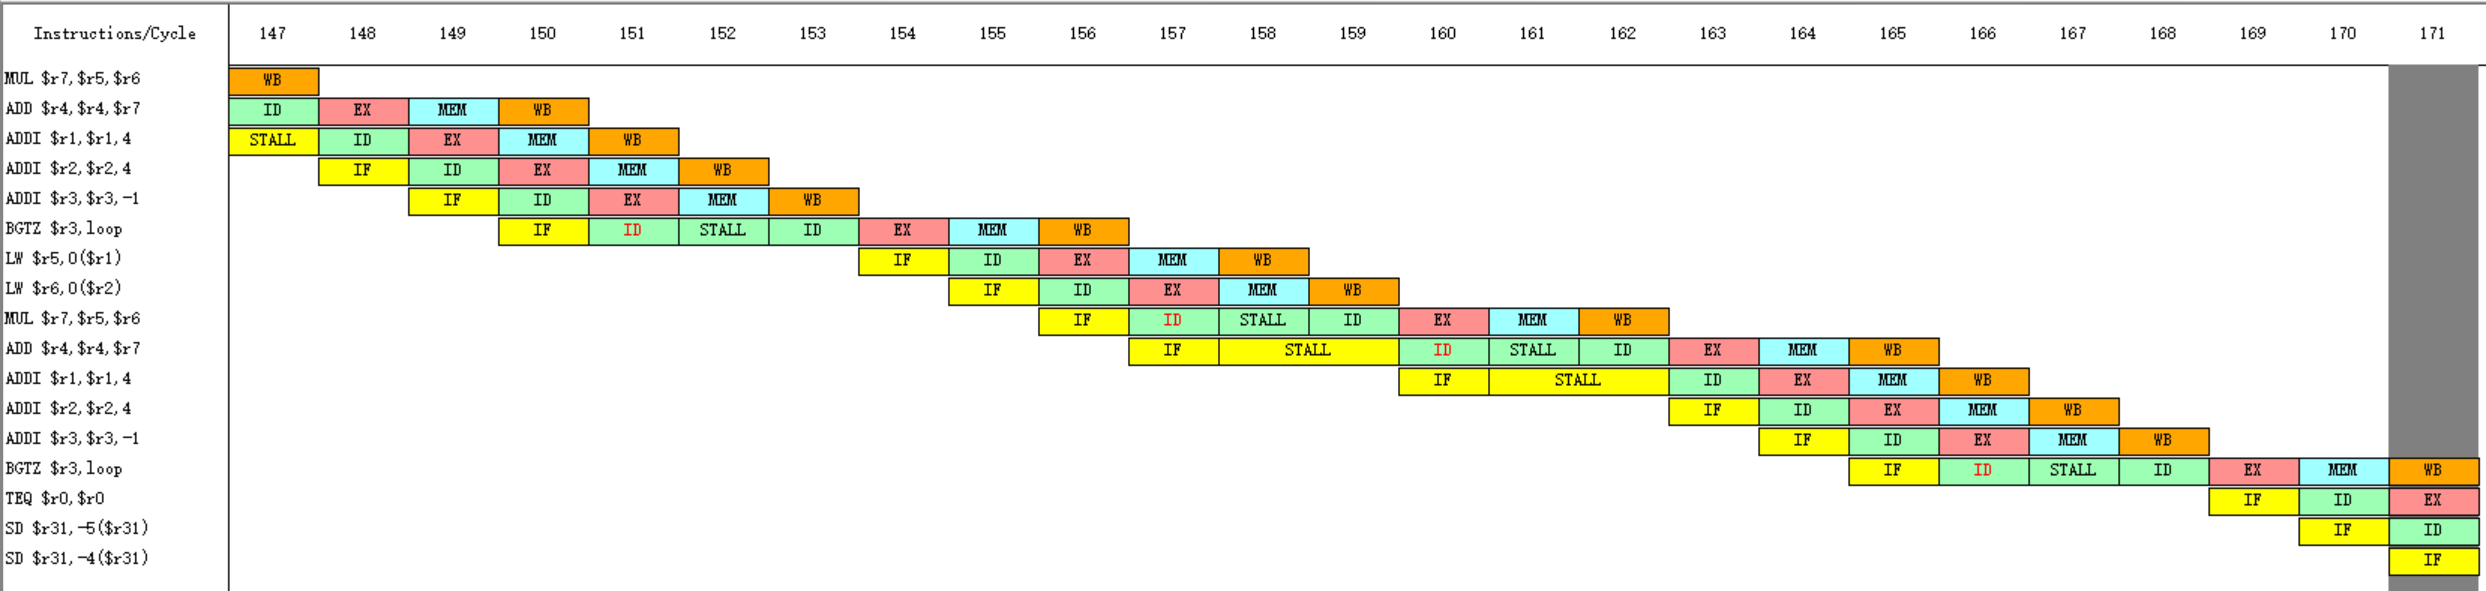 Instructions/Cycle 147 148 149 150 151 152 153 154 155 156 157 158 159 160 161 162 163 164 165 166 167 168 169 170 171
MUL $r7,$r5,$r6 WB
ADD $r4,$r4,$r7 ID EX MEM WB
ADDI $r1,$r1,4 STALL ID EX MEM WB
ADDI $r2,$r2,4 IF ID EX MEM WB
ADDI $r3,$r3,-1 IF ID EX MEM WB
BGTZ $r3,loop IF ID STALL ID EX MEM WB
LW $r5,0($r1) IF ID EX MEM WB
LW $r6,0($r2) IF ID EX MEM WB
MUL $r7,$r5,$r6 IF ID STALL ID EX MEM WB
ADD $r4,$r4,$r7 IF STALL ID STALL ID EX MEM WB
ADDI $r1,$r1,4 IF STALL ID EX MEM WB
ADDI $r2,$r2,4 IF ID EX MEM WB
ADDI $r3,$r3,-1 IF ID EX MEM WB
BGTZ $r3,loop IF ID STALL ID EX MEM WB
TEQ $r0,$r0 IF ID EX
SD $r31,-5($r31) IF ID
SD $r31,-4($r31) IF